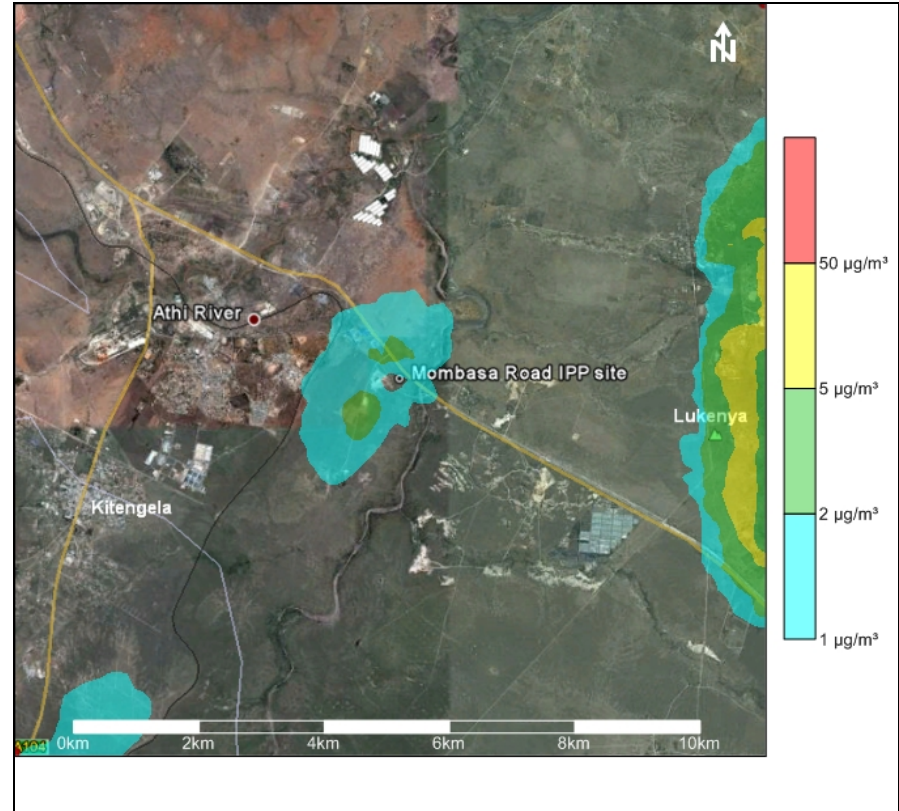 N
Athi River
Mombasa Road IPP site
Lukenya
Kitengela
A104
0km 2km 4km 6km 8km 10km
50 µg/m³
5 µg/m³
2 µg/m³
1 µg/m³